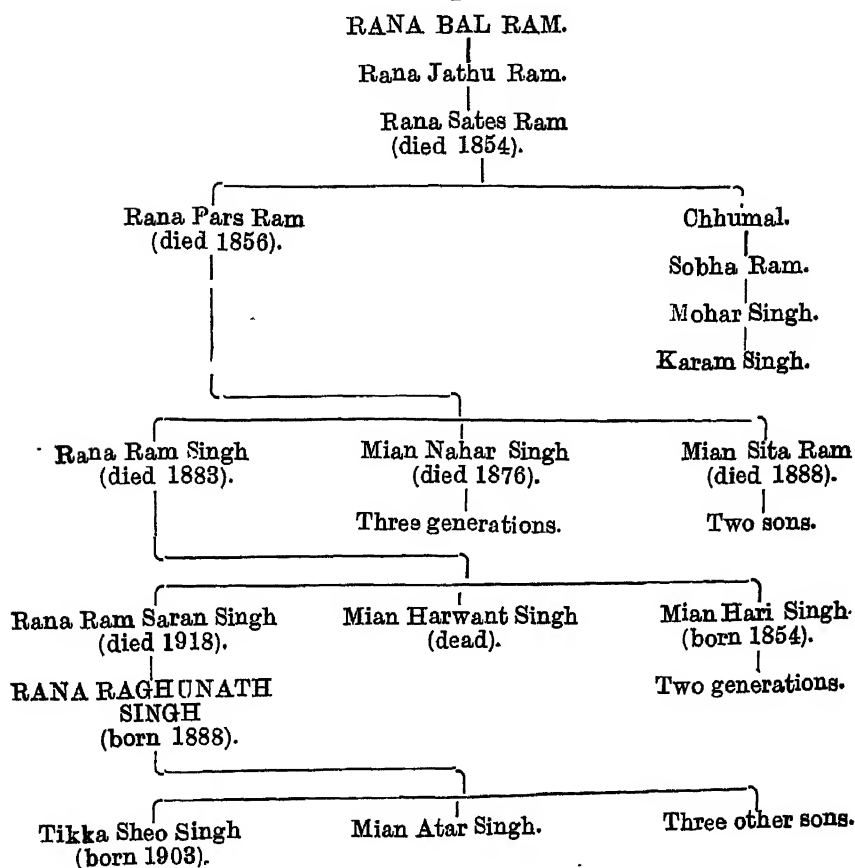 RANA BAL RAM.
Rana Jathu Ram.
Rana Sates Ram
(died 1854).
Rana Pars Ram
(died 1856).
Chhumal.
Sobha Ram.
Mohar Singh.
Karam Singh.
Rana Ram Singh
(died 1883).
Mian Nahar Singh
(died 1876).
Mian Sita Ram
(died 1888).
Three generations.
Two sons.
Rana Ram Saran Singh
(died 1918).
Mian Harwant Singh
(dead).
Mian Hari Singh
(born 1854).
RANA RAGHUNATH
SINGH
(born 1888).
Two generations.
Tikka Sheo Singh
(born 1903).
Mian Atar Singh.
Three other sons.